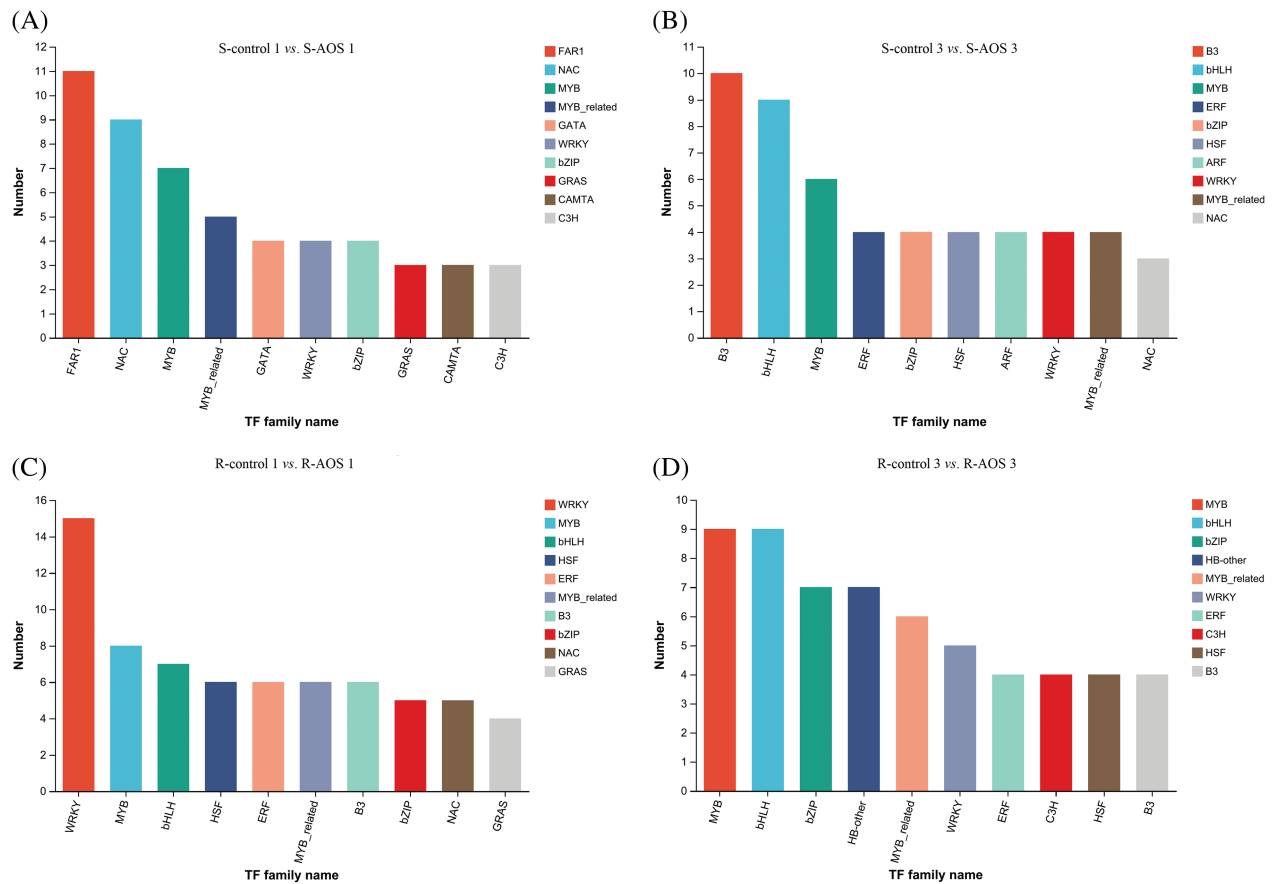 (A)
S-control 1 vs. S-AOS 1
Number
12
11
10
9
8
7
6
5
4
3
2
1
0
FAR1
NAC
MYB
MYB_related
GATA
WRKY
bZIP
GRAS
CAMTA
C3H
TF family name
FAR1
NAC
MYB
MYB_related
GATA
WRKY
bZIP
GRAS
CAMTA
C3H
(B)
S-control 3 vs. S-AOS 3
Number
11
10
9
8
7
6
5
4
3
2
1
0
B3
bHLH
MYB
ERF
bZIP
HSF
ARF
WRKY
MYB_related
NAC
TF family name
B3
bHLH
MYB
ERF
bZIP
HSF
ARF
WRKY
MYB_related
NAC
(C)
R-control 1 vs. R-AOS 1
Number
16
14
12
10
8
6
4
2
0
WRKY
MYB
bHLH
HSF
ERF
MYB_related
B3
bZIP
NAC
GRAS
TF family name
WRKY
MYB
bHLH
HSF
ERF
MYB_related
B3
bZIP
NAC
GRAS
(D)
R-control 3 vs. R-AOS 3
Number
10
9
8
7
6
5
4
3
2
1
0
MYB
bHLH
bZIP
HB-other
MYB_related
WRKY
ERF
C3H
HSF
B3
TF family name
MYB
bHLH
bZIP
HB-other
MYB_related
WRKY
ERF
C3H
HSF
B3